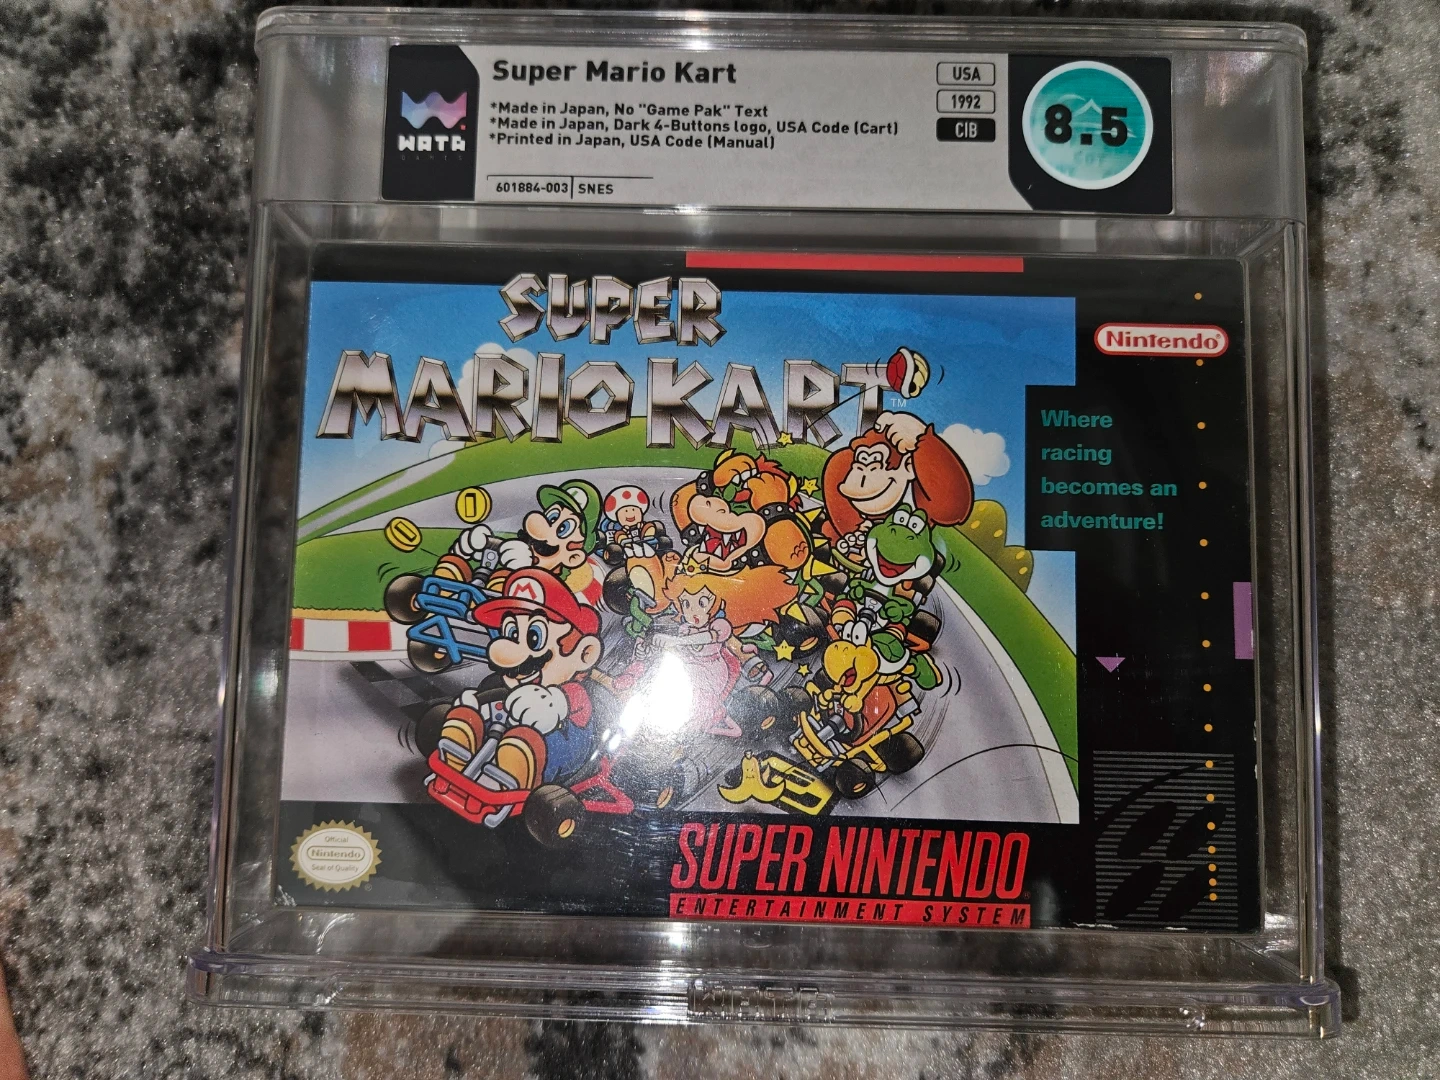 WATA
GAMES
Super Mario Kart
*Made in Japan, No "Game Pak" Text
*Made in Japan, Dark 4-Buttons logo, USA Code (Cart)
*Printed in Japan, USA Code (Manual)
601884-003 SNES
USA
1992
CIB
8.5
SUPER
MARIO KART
TM
Nintendo®
Where
racing
becomes an
adventure!
M
Official
Nintendo
Seal of Quality
®
SUPER NINTENDO
ENTERTAINMENT SYSTEM
WATA